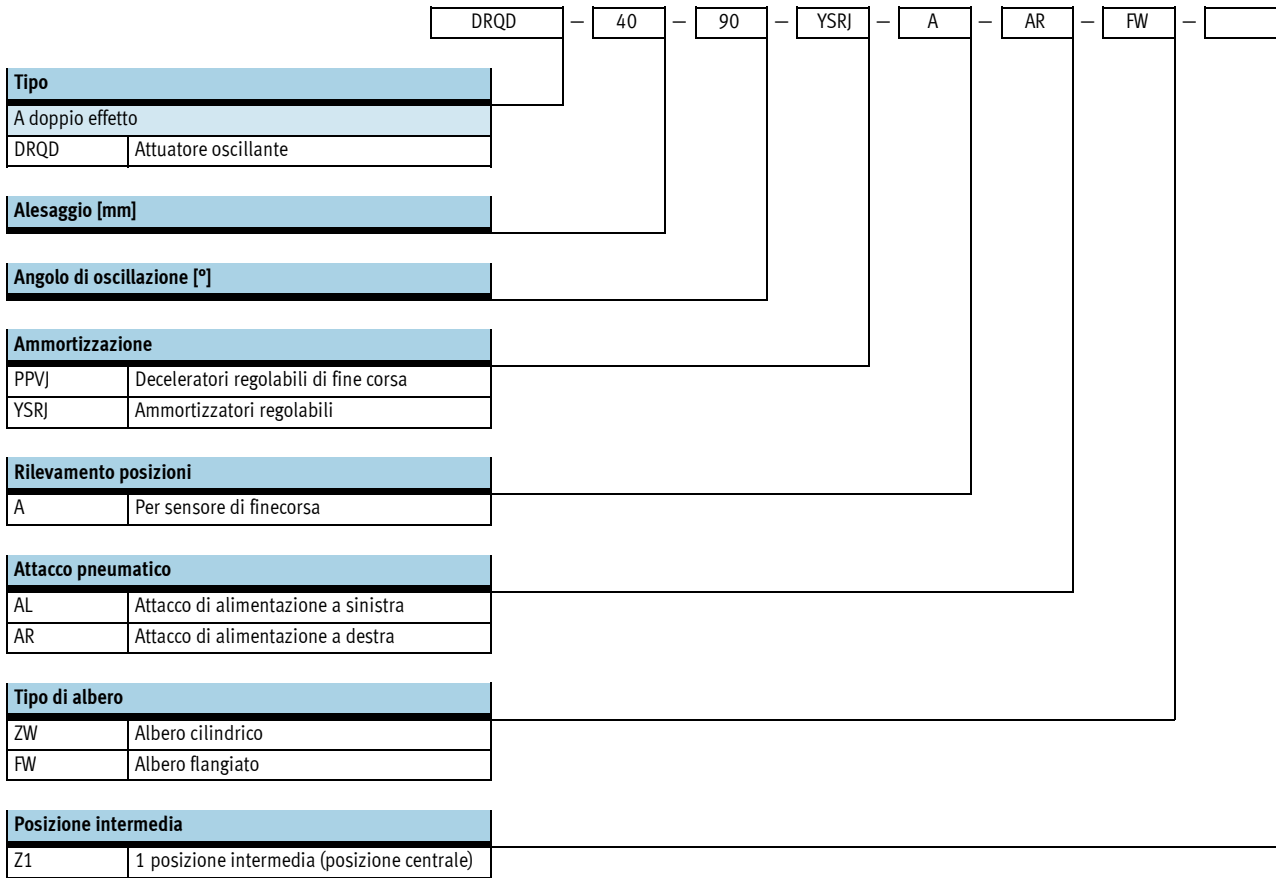 DRQD – 40 – 90 – YSRJ – A – AR – FW –
Tipo
A doppio effetto
DRQD Attuatore oscillante
Alesaggio [mm]
Angolo di oscillazione [°]
Ammortizzazione
PPVJ Deceleratori regolabili di fine corsa
YSRJ Ammortizzatori regolabili
Rilevamento posizioni
A Per sensore di finecorsa
Attacco pneumatico
AL Attacco di alimentazione a sinistra
AR Attacco di alimentazione a destra
Tipo di albero
ZW Albero cilindrico
FW Albero flangiato
Posizione intermedia
Z1 1 posizione intermedia (posizione centrale)